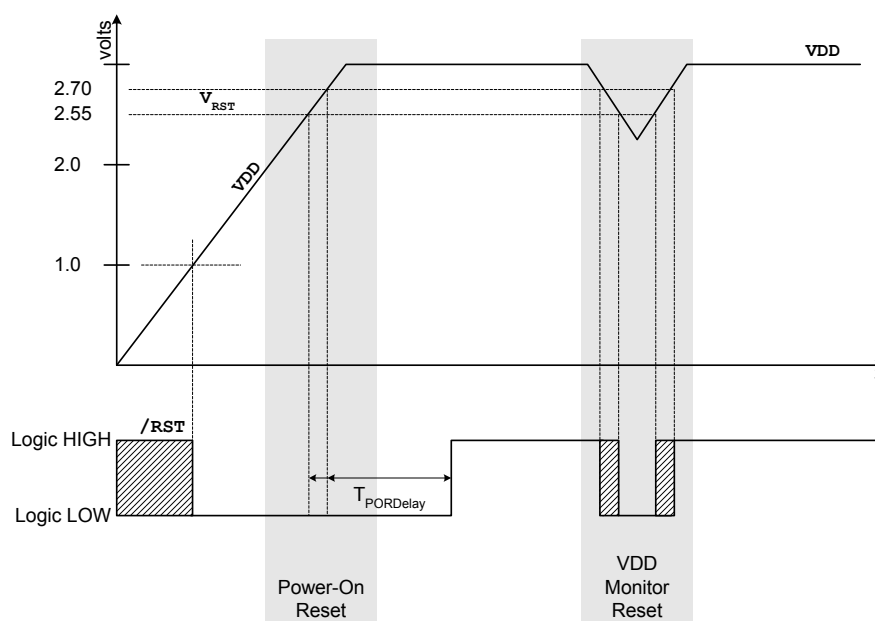 volts
VDD
2.70
VRST
2.55
2.0
VDD
1.0
/RST
Logic HIGH
TPORDelay
Logic LOW
Power-On
Reset
VDD
Monitor
Reset